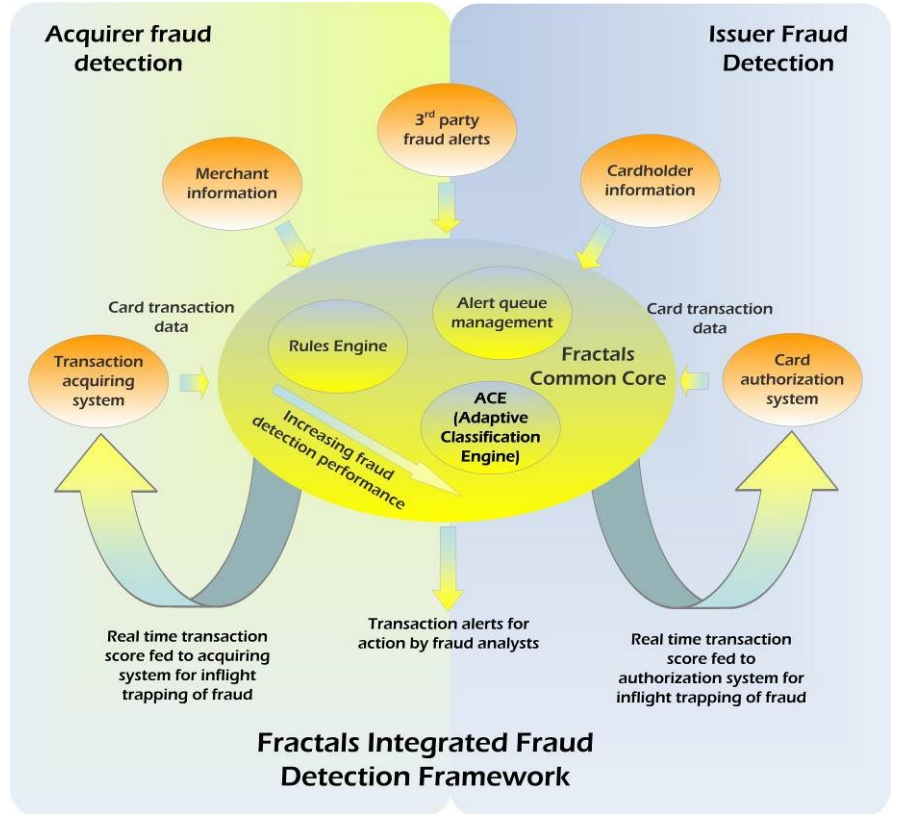 Acquirer fraud
detection
Issuer Fraud
Detection
3rd party
fraud alerts
Merchant
information
Cardholder
information
Card transaction
data
Alert queue
management
Card transaction
data
Rules Engine
Fractals
Common Core
Transaction
acquiring
system
Card
authorization
system
ACE
(Adaptive
Classification
Engine)
Increasing fraud
detection performance
Real time transaction
score fed to acquiring
system for inflight
trapping of fraud
Transaction alerts for
action by fraud analysts
Real time transaction
score fed to
authorization system for
inflight trapping of fraud
Fractals Integrated Fraud
Detection Framework